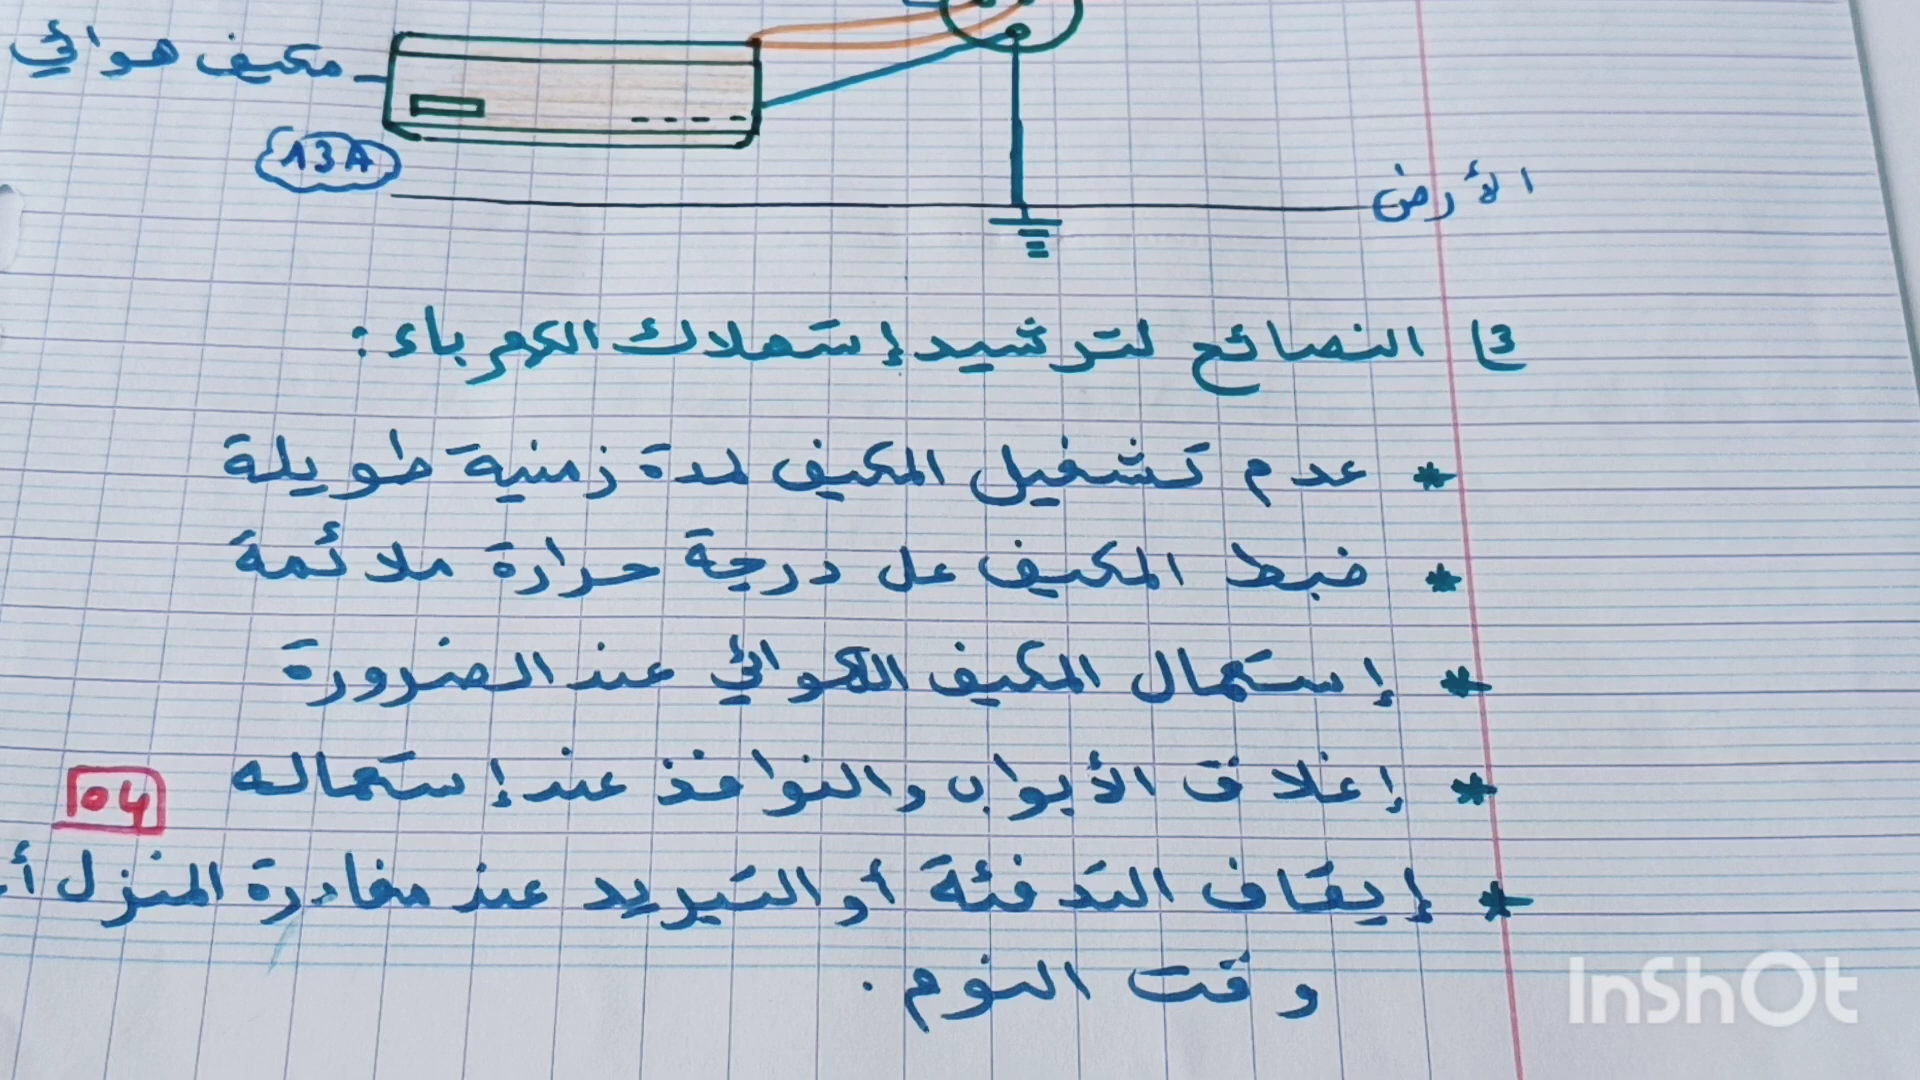 مكيف هوائي
13A
الأرض
3) النصائح لترشيد إستهلاك الكهرباء:
* عدم تشغيل المكيف لمدة زمنية طويلة
* ضبط المكيف على درجة حرارة ملائمة
* إستعمال المكيف الهوائي عند الضرورة
* إغلاق الأبواب والنوافذ عند إستعماله
04
* إيقاف التدفئة أو التبريد عند مغادرة المنزل أ
وقت النوم.
InShOt